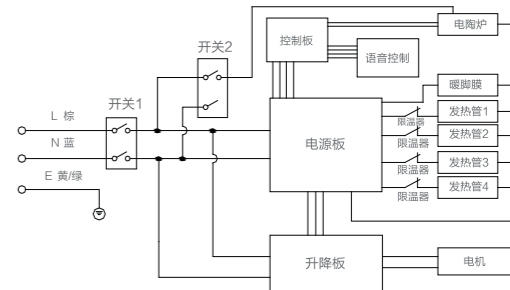 电陶炉
控制板
开关2
语音控制
暖脚膜
开关1
发热管1
L 棕
限温器
发热管2
N 蓝
电源板
限温器
发热管3
E 黄/绿
限温器
发热管4
限温器
升降板
电机